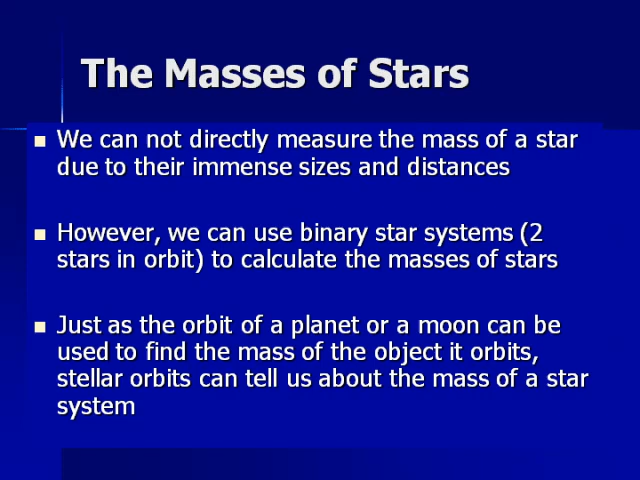 The Masses of Stars
We can not directly measure the mass of a star
due to their immense sizes and distances
However, we can use binary star systems (2
stars in orbit) to calculate the masses of stars
Just as the orbit of a planet or a moon can be
used to find the mass of the object it orbits,
stellar orbits can tell us about the mass of a star
system